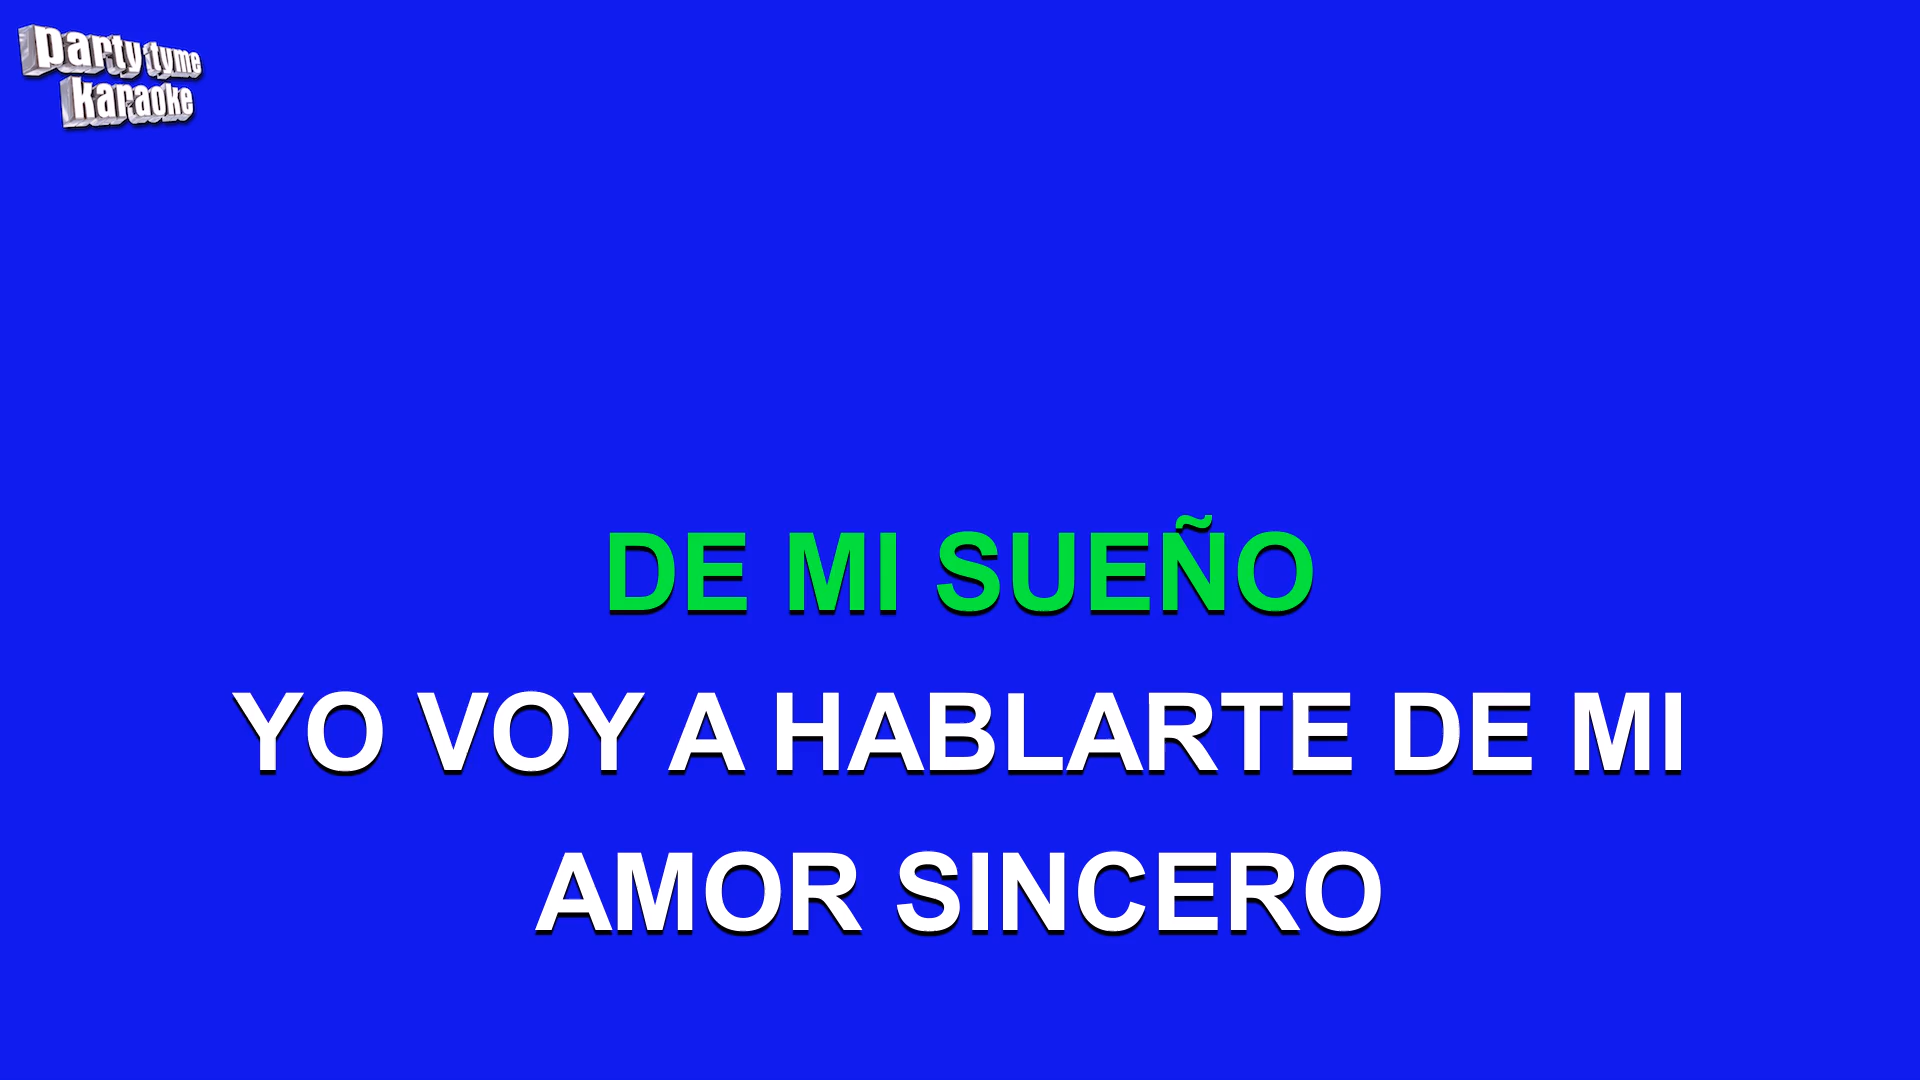 party tyme
karaoke
DE MI SUEÑO
YO VOY A HABLARTE DE MI
AMOR SINCERO